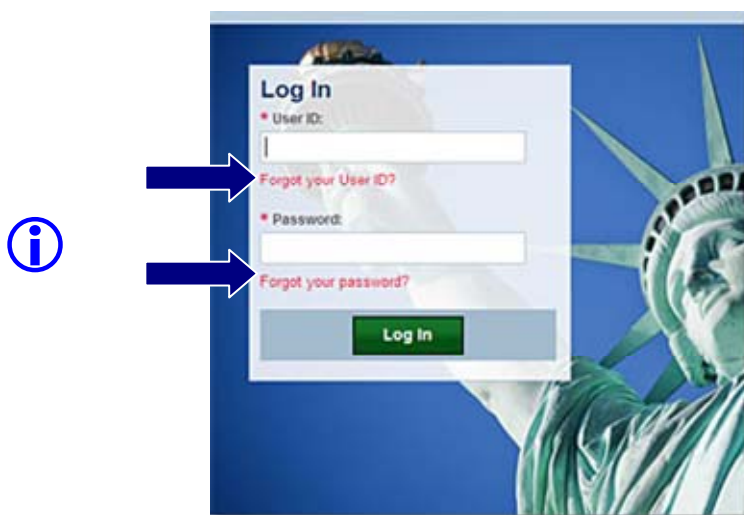 Log In
* User ID:
Forgot your User ID?
* Password:
Forgot your password?
Log In